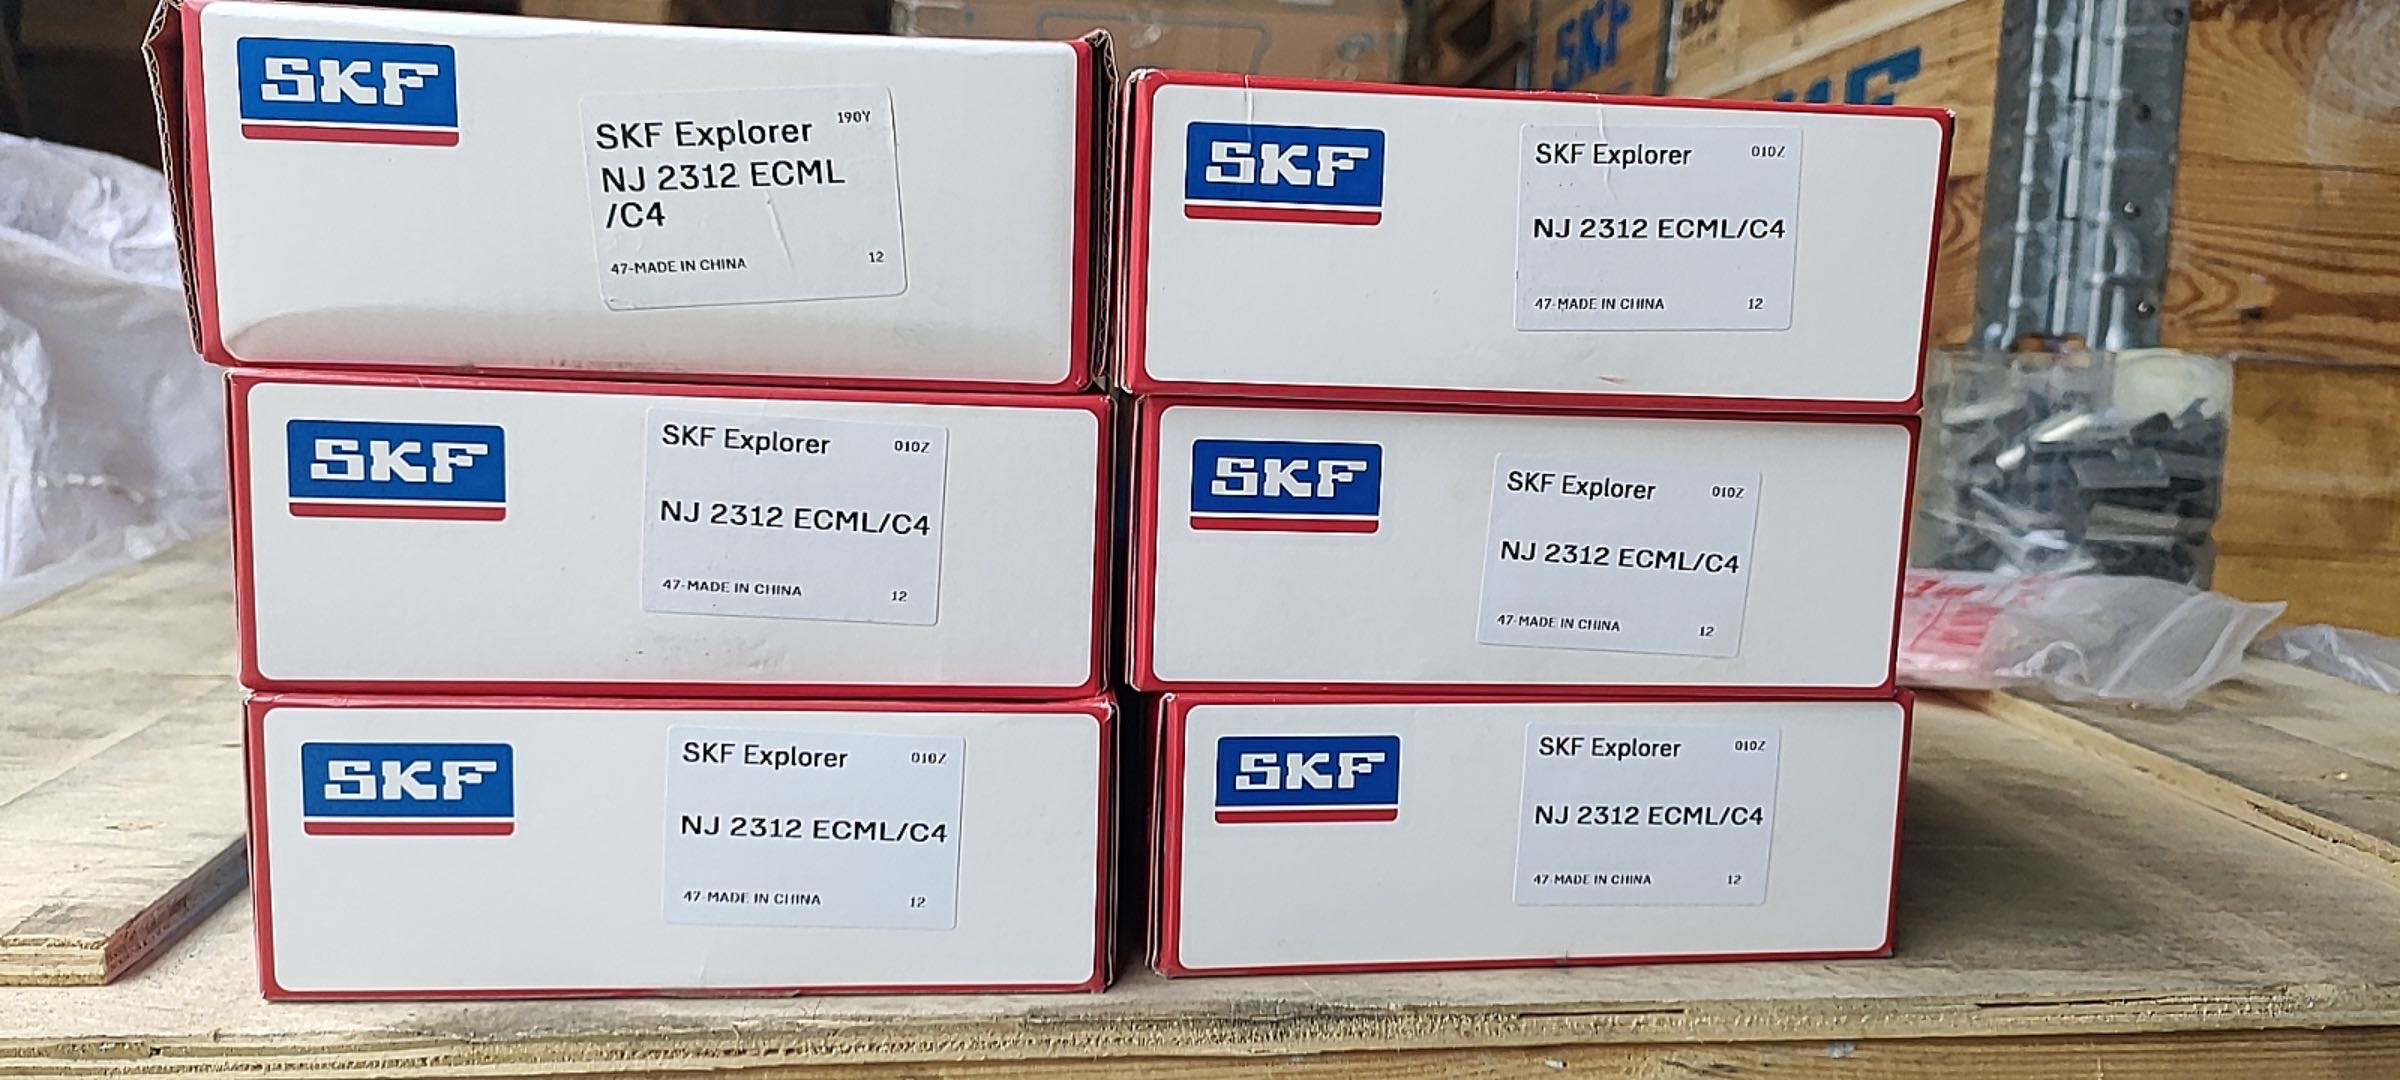 SKF
SKF Explorer 190Y
NJ 2312 ECML
/C4
47-MADE IN CHINA 12
SKF
SKF Explorer 010Z
NJ 2312 ECML/C4
47-MADE IN CHINA 12
SKF
SKF Explorer 010Z
NJ 2312 ECML/C4
47-MADE IN CHINA 12
SKF
SKF Explorer 010Z
NJ 2312 ECML/C4
47-MADE IN CHINA 12
SKF
SKF Explorer 010Z
NJ 2312 ECML/C4
47-MADE IN CHINA 12
SKF
SKF Explorer 010Z
NJ 2312 ECML/C4
47-MADE IN CHINA 12
SKF